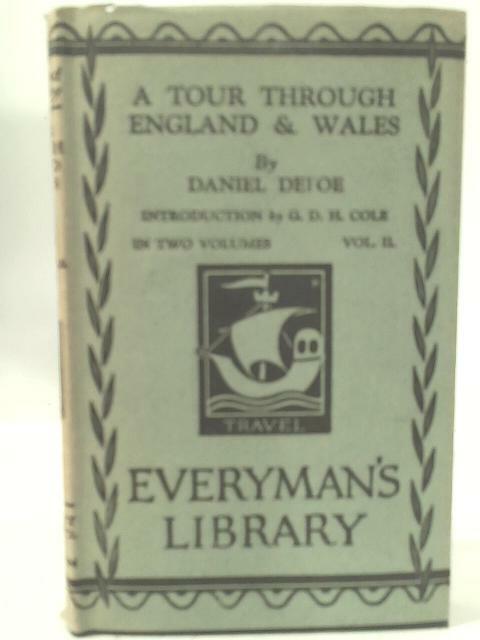 A TOUR THROUGH
ENGLAND & WALES
By
DANIEL DEFOE
INTRODUCTION by G. D. H. COLE
IN TWO VOLUMES VOL. II.
TRAVEL
EVERYMAN'S
LIBRARY